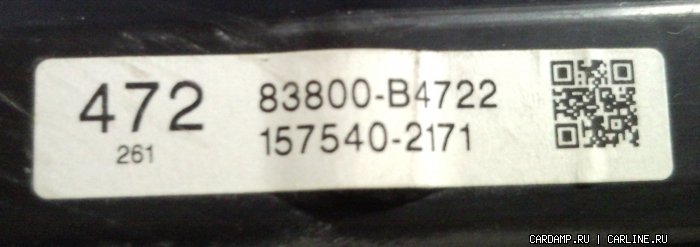 472
261
83800-B4722
157540-2171
CARDAMP.RU | CARLINE.RU